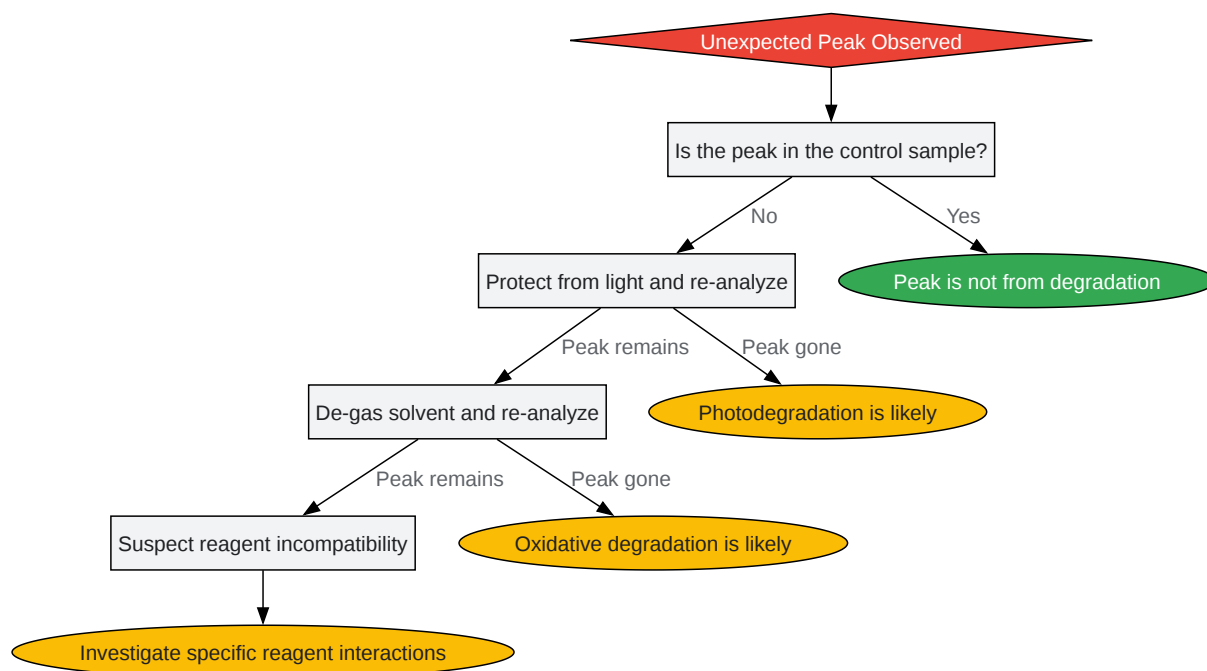 Unexpected Peak Observed
Is the peak in the control sample?
No
Yes
Protect from light and re-analyze
Peak is not from degradation
Peak remains
Peak gone
De-gas solvent and re-analyze
Photodegradation is likely
Peak remains
Peak gone
Suspect reagent incompatibility
Oxidative degradation is likely
Investigate specific reagent interactions